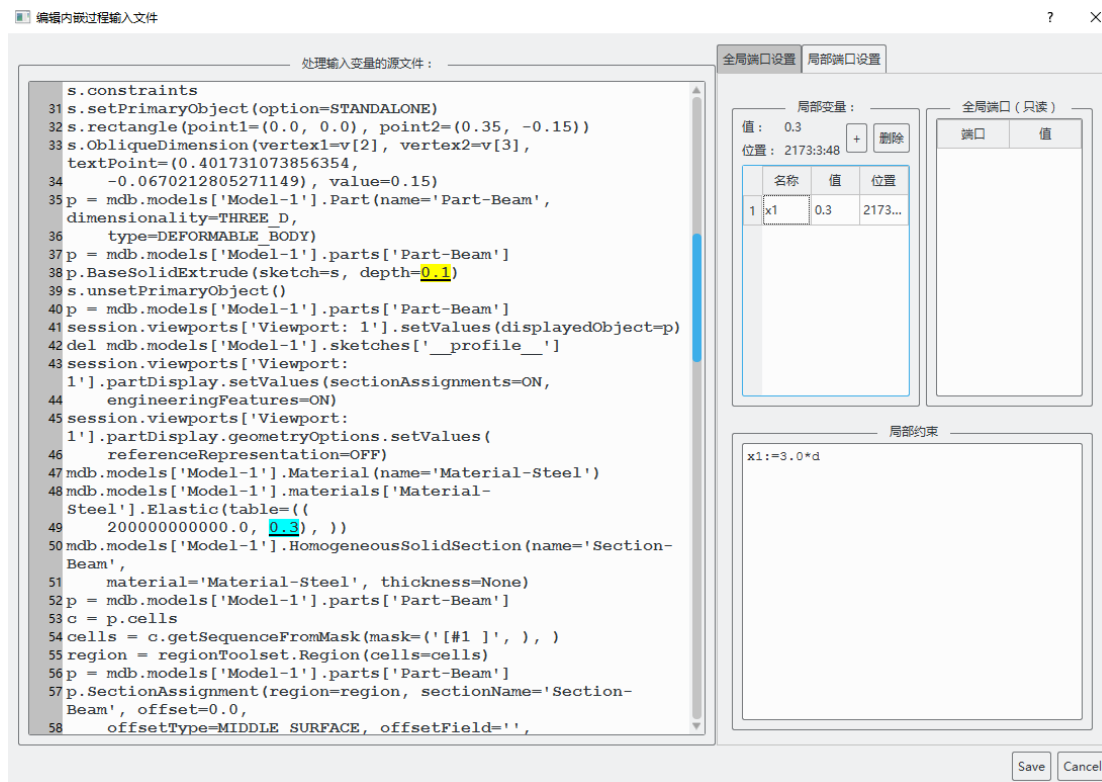 编辑内嵌过程输入文件
? ×
处理输入变量的源文件：
s.constraints
31 s.setPrimaryObject(option=STANDALONE)
32 s.rectangle(point1=(0.0, 0.0), point2=(0.35, -0.15))
33 s.ObliqueDimension(vertex1=v[2], vertex2=v[3],
textPoint=(0.401731073856354,
34 -0.0670212805271149), value=0.15)
35 p = mdb.models['Model-1'].Part(name='Part-Beam',
dimensionality=THREE_D,
36 type=DEFORMABLE_BODY)
37 p = mdb.models['Model-1'].parts['Part-Beam']
38 p.BaseSolidExtrude(sketch=s, depth=0.1)
39 s.unsetPrimaryObject()
40 p = mdb.models['Model-1'].parts['Part-Beam']
41 session.viewports['Viewport: 1'].setValues(displayedObject=p)
42 del mdb.models['Model-1'].sketches['__profile__']
43 session.viewports['Viewport:
1'].partDisplay.setValues(sectionAssignments=ON,
44 engineeringFeatures=ON)
45 session.viewports['Viewport:
1'].partDisplay.geometryOptions.setValues(
46 referenceRepresentation=OFF)
47 mdb.models['Model-1'].Material(name='Material-Steel')
48 mdb.models['Model-1'].materials['Material-
Steel'].Elastic(table=((
49 200000000000.0, 0.3), ))
50 mdb.models['Model-1'].HomogeneousSolidSection(name='Section-
Beam',
51 material='Material-Steel', thickness=None)
52 p = mdb.models['Model-1'].parts['Part-Beam']
53 c = p.cells
54 cells = c.getSequenceFromMask(mask=('[#1 ]', ), )
55 region = regionToolset.Region(cells=cells)
56 p = mdb.models['Model-1'].parts['Part-Beam']
57 p.SectionAssignment(region=region, sectionName='Section-
Beam', offset=0.0,
58 offsetType=MIDDLE_SURFACE, offsetField='',
全局端口设置 局部端口设置
局部变量：
值： 0.3
位置： 2173:3:48
+ 删除
名称 值 位置
1 x1 0.3 2173...
全局端口（只读）
端口 值
局部约束
x1:=3.0*d
Save Cancel